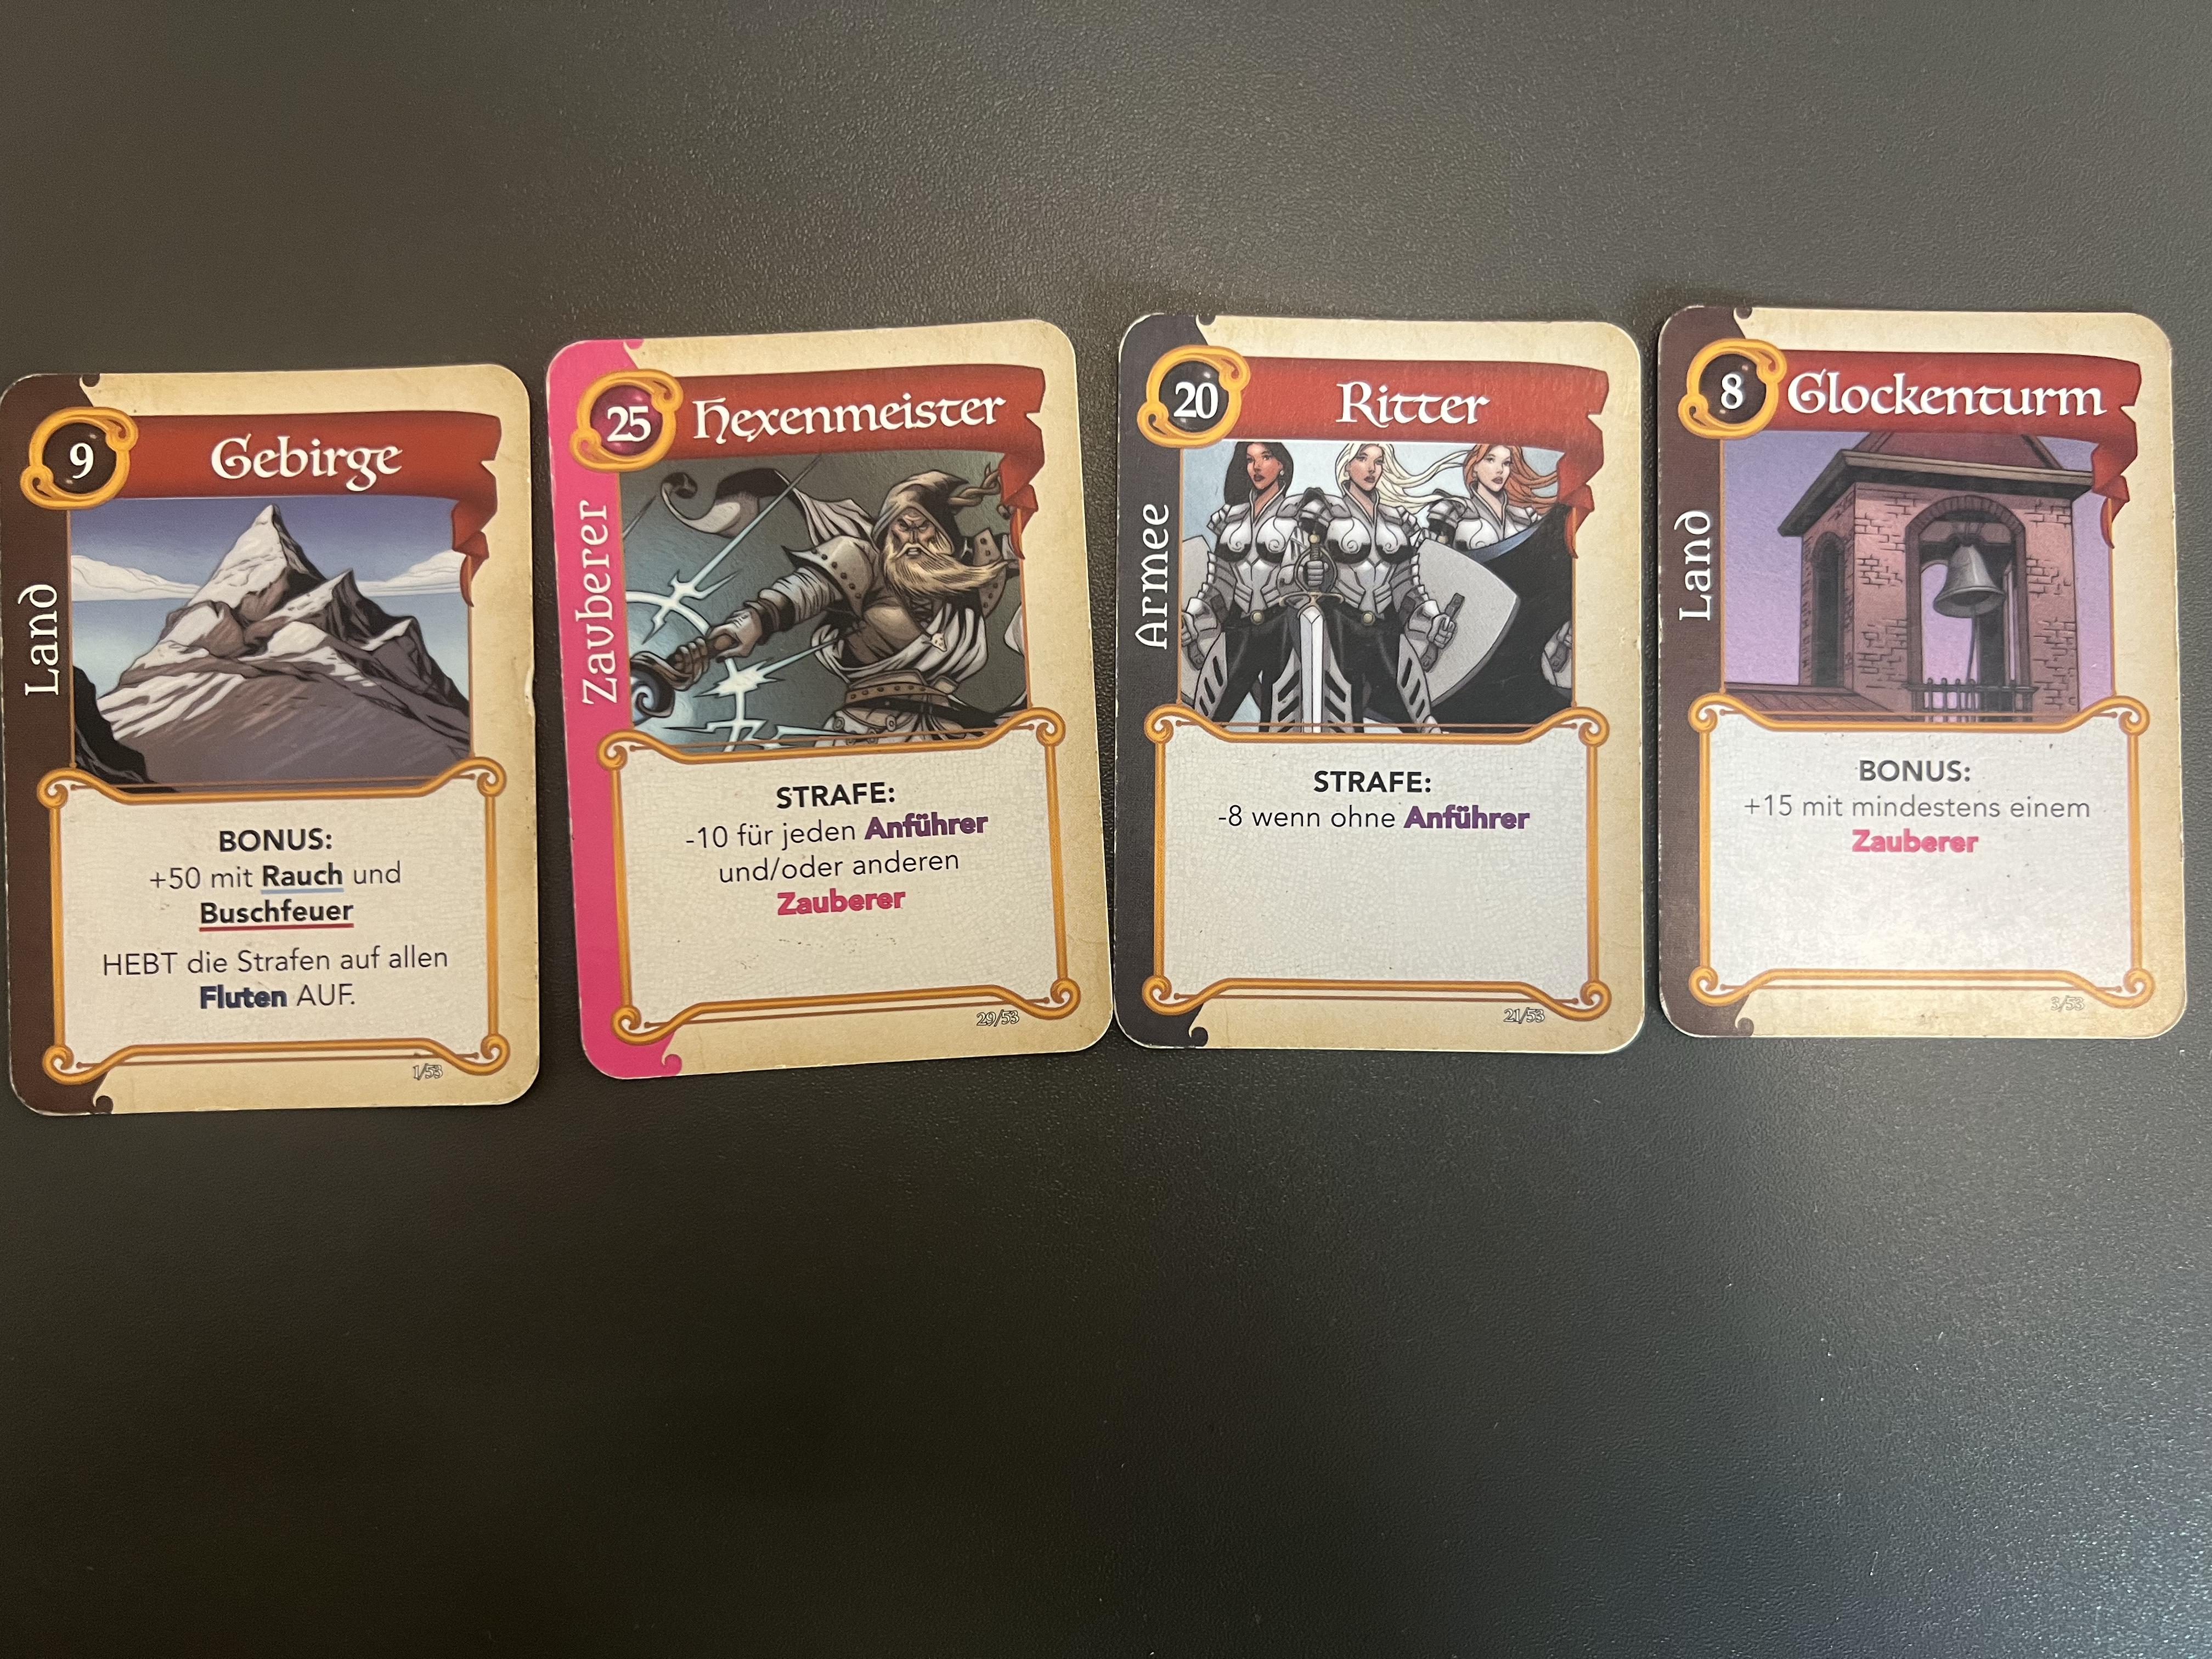 9
Gebirge
Land
BONUS:
+50 mit Rauch und
Buschfeuer
HEBT die Strafen auf allen
Fluten AUF.
1/53
25
Hexenmeister
Zauberer
STRAFE:
-10 für jeden Anführer
und/oder anderen
Zauberer
29/53
20
Ritter
Armee
STRAFE:
-8 wenn ohne Anführer
21/53
8
Glockenturm
Land
BONUS:
+15 mit mindestens einem
Zauberer
3/53